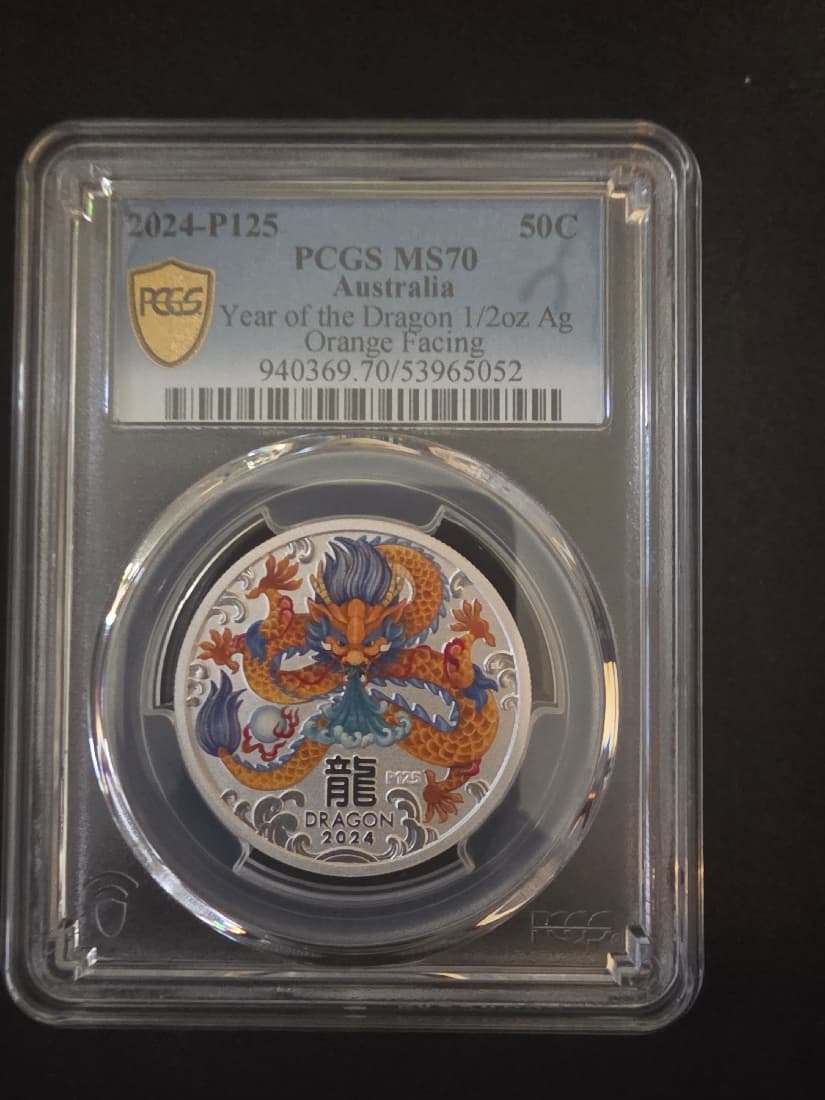 2024-P125 50C
PCGS MS70
Australia
PCGS
Year of the Dragon 1/2oz Ag
Orange Facing
940369.70/53965052
龍
P125
DRAGON
2024
PCGS